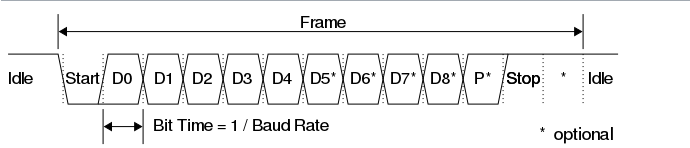 Frame
Idle Start D0 D1 D2 D3 D4 D5* D6* D7* D8* P* Stop * Idle
Bit Time = 1 / Baud Rate
* optional